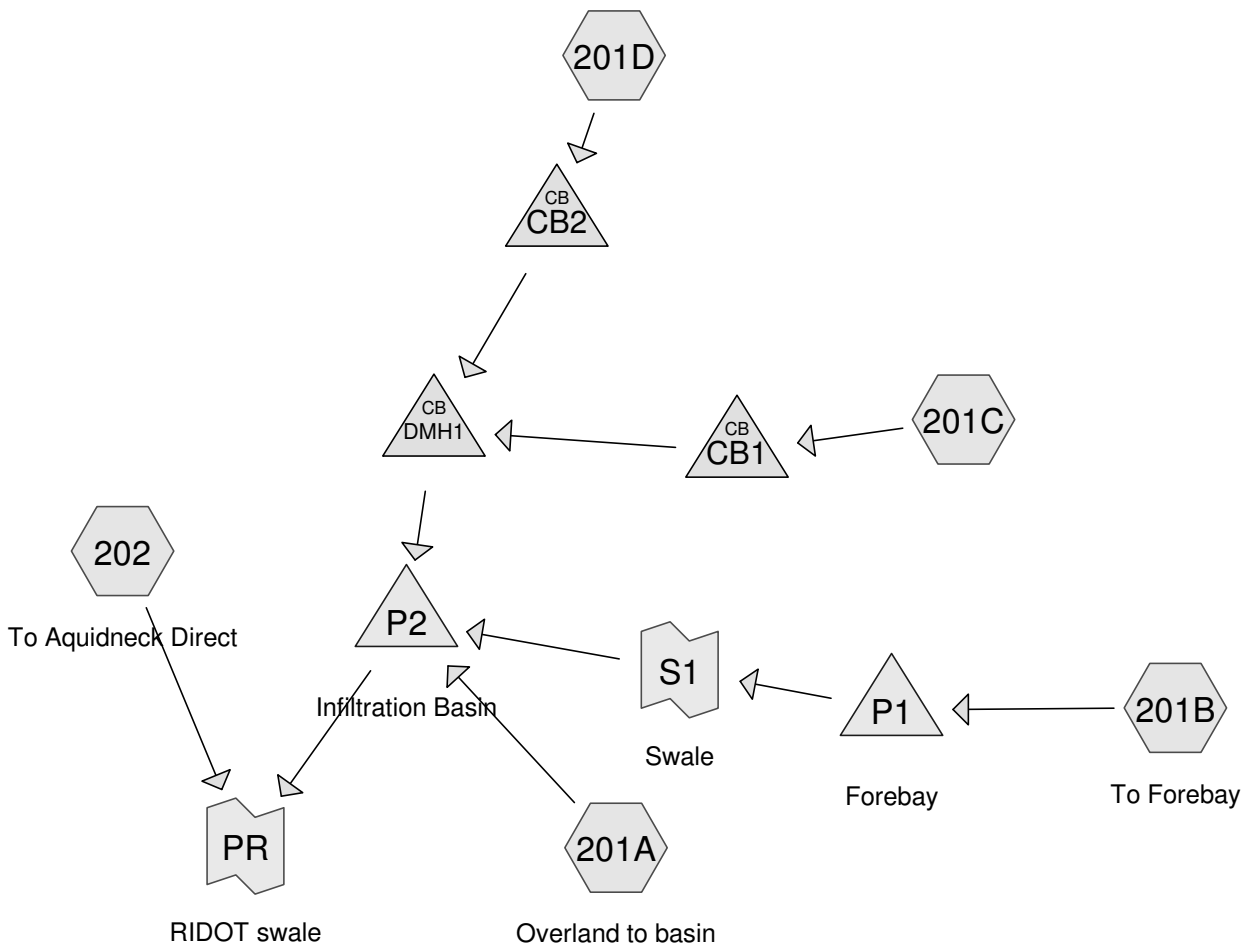 201D
CB
CB2
CB
DMH1
CB
CB1
201C
202
To Aquidneck Direct
P2
Infiltration Basin
S1
Swale
P1
Forebay
201B
To Forebay
PR
RIDOT swale
201A
Overland to basin